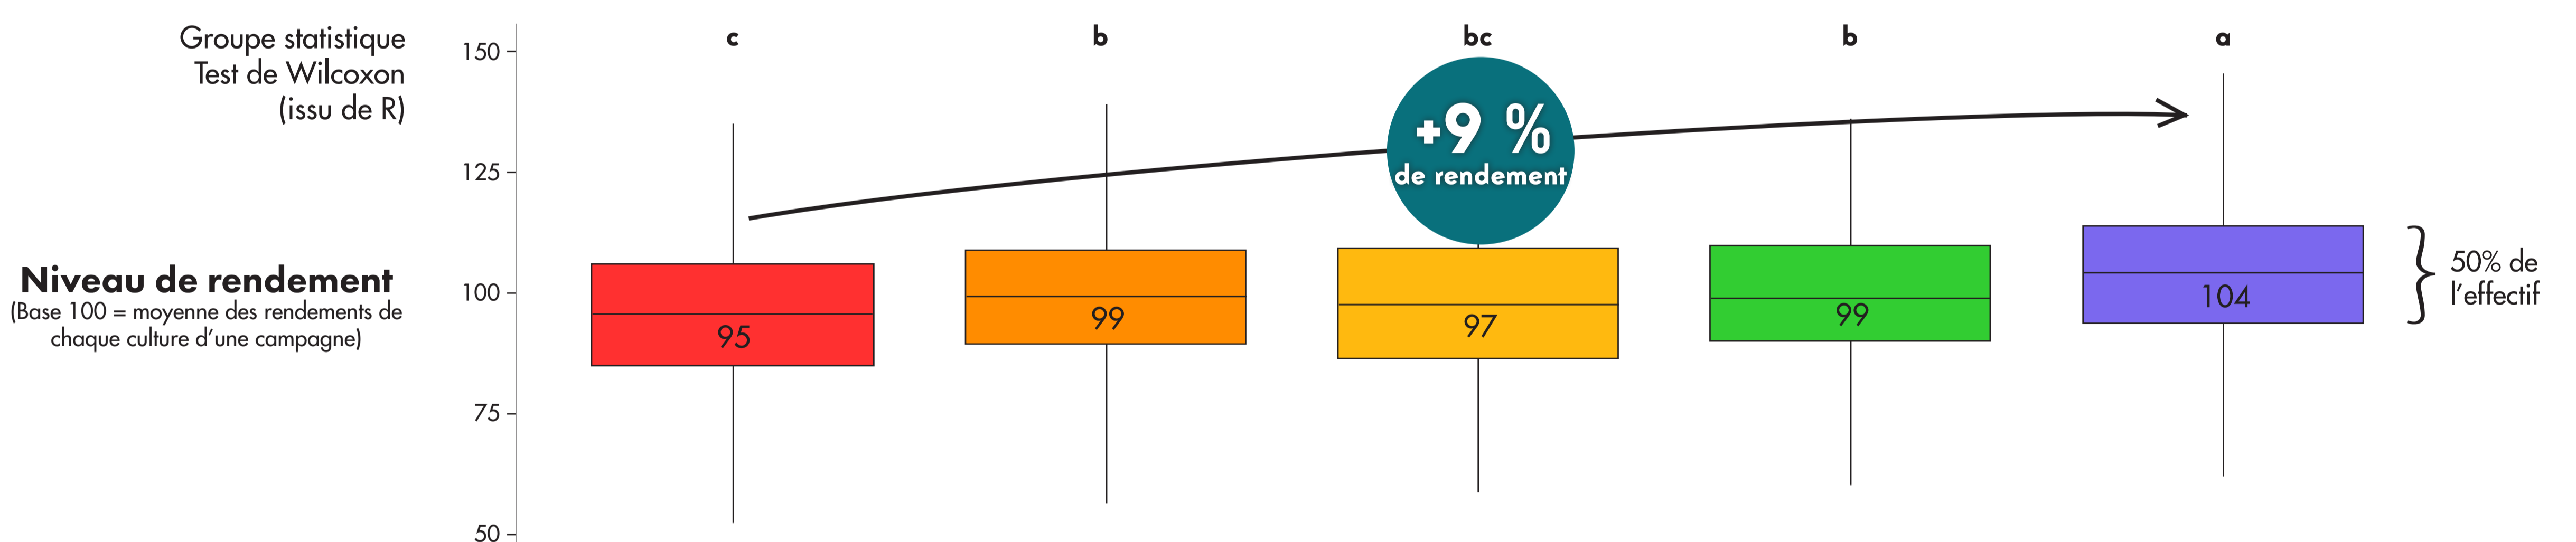 Groupe statistique
Test de Wilcoxon
(issu de R)
c
b
bc
b
a
150
125
100
75
50
+9 %
de rendement
Niveau de rendement
(Base 100 = moyenne des rendements de
chaque culture d'une campagne)
95
99
97
99
104
50% de
l'effectif